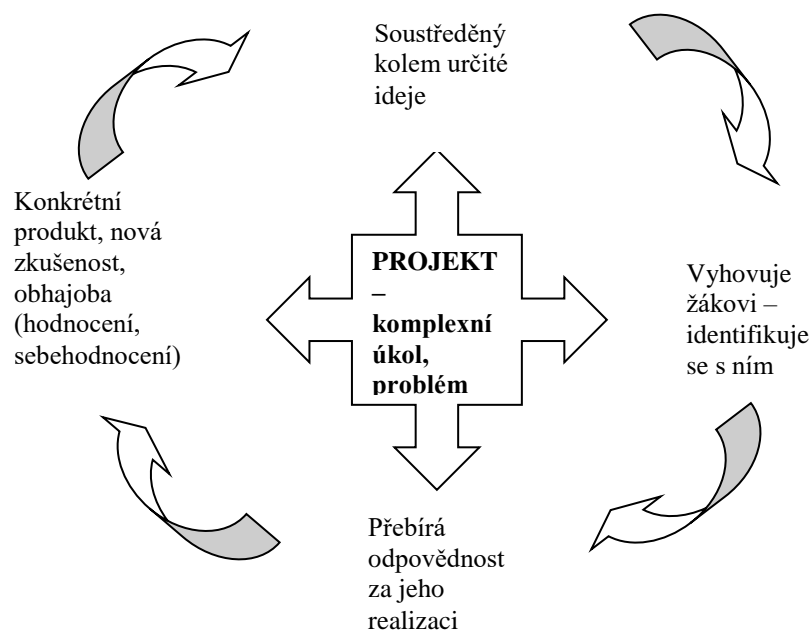 Soustředěný
kolem určité
ideje
Konkrétní
produkt, nová
zkušenost,
obhajoba
(hodnocení,
sebehodnocení)
PROJEKT
–
komplexní
úkol,
problém
Vyhovuje
žákovi –
identifikuje
se s ním
Přebírá
odpovědnost
za jeho
realizaci